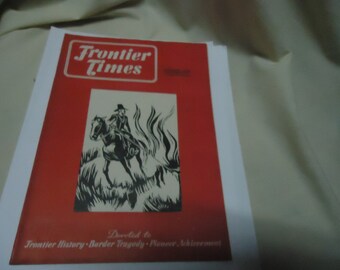 Frontier
Times
Devoted to
Frontier History • Border Tragedy • Pioneer Achievement